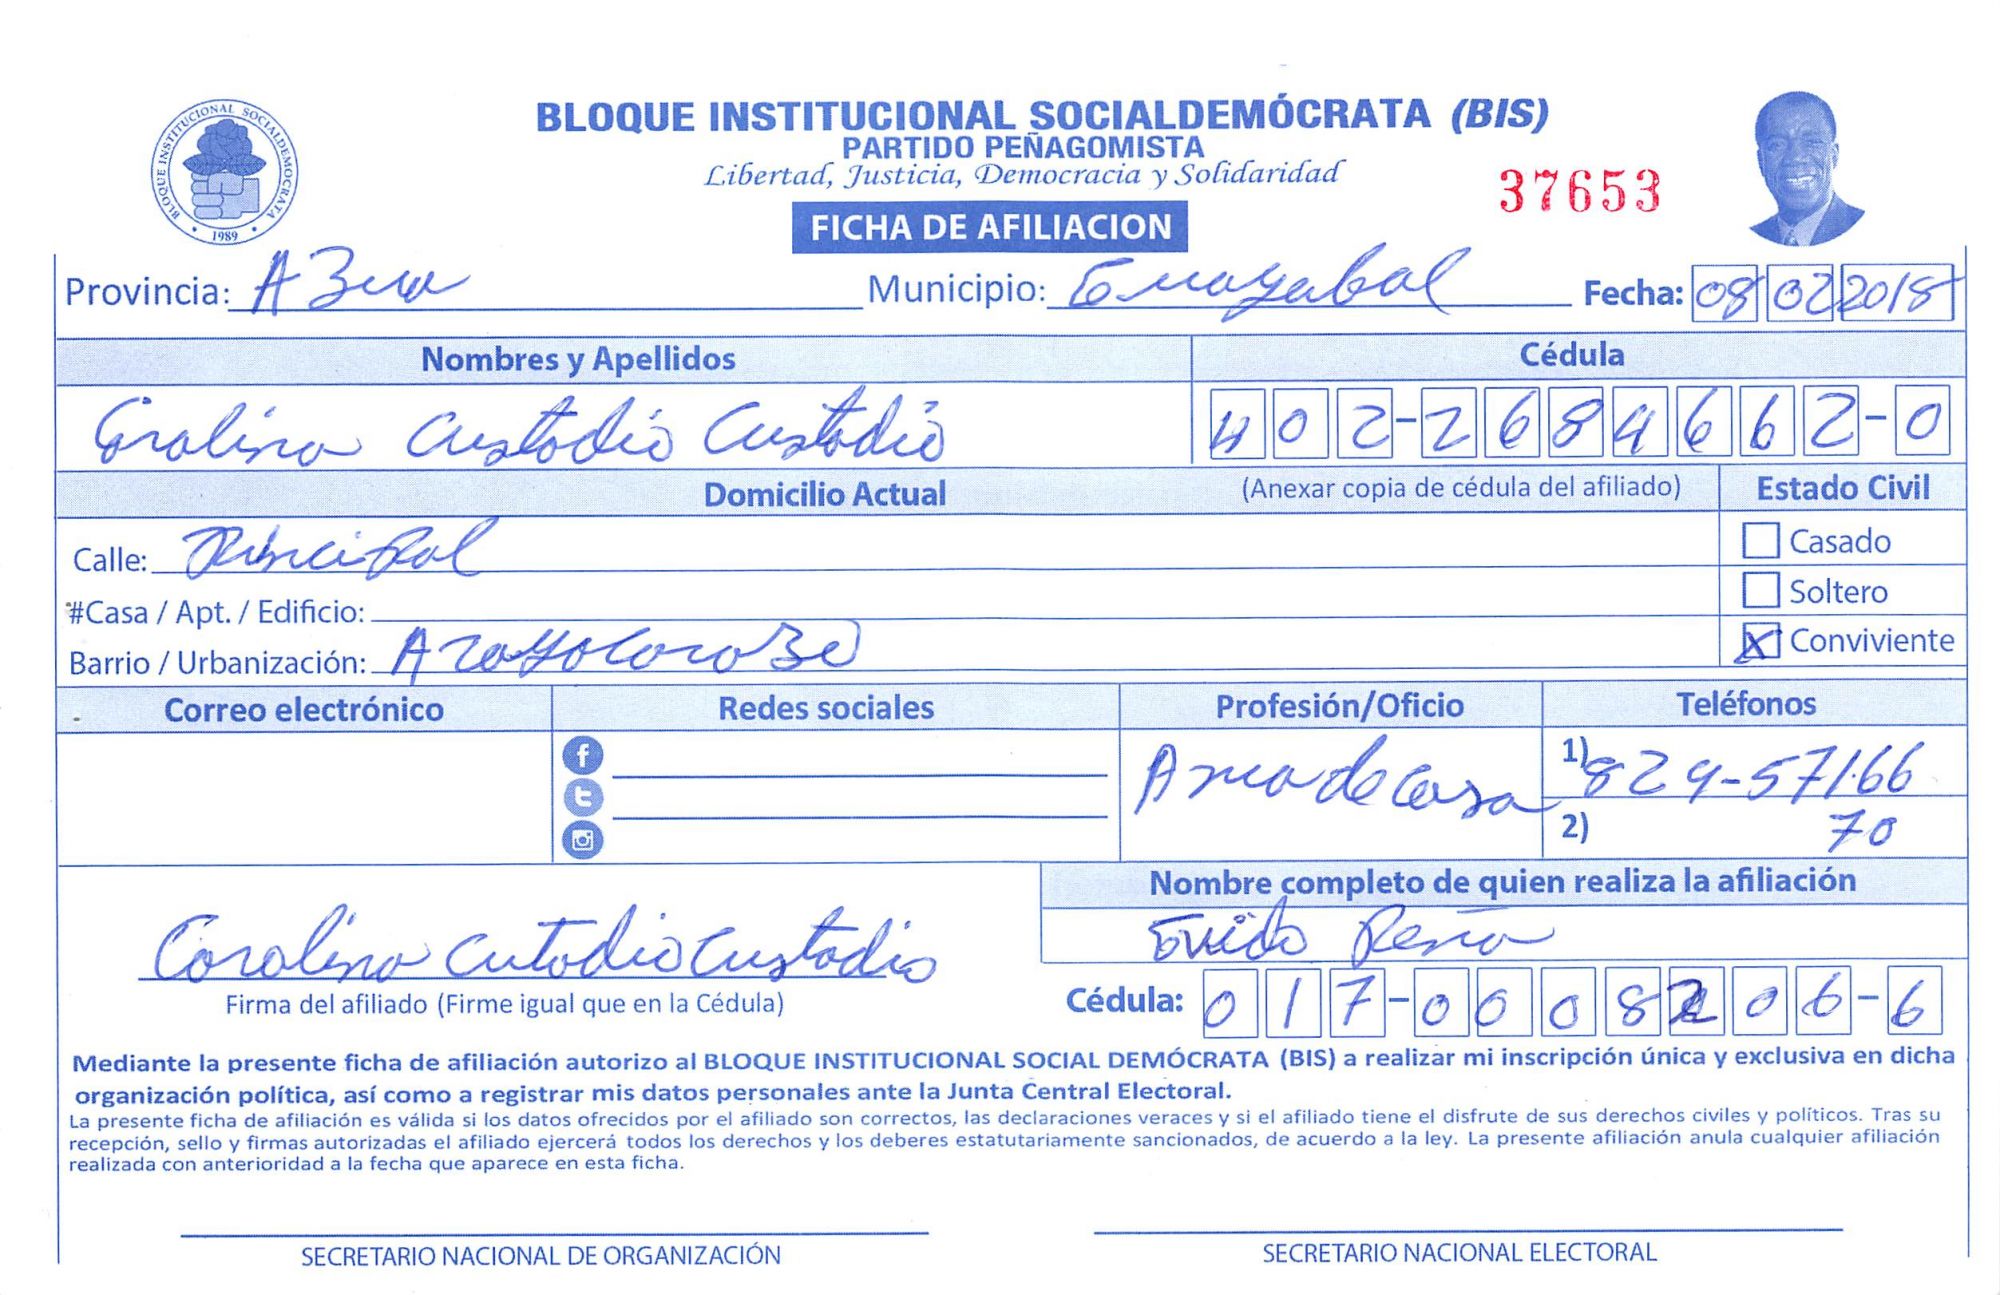 BLOQUE INSTITUCIONAL SOCIALDEMÓCRATA (BIS)
PARTIDO PEÑAGOMISTA
Libertad, Justicia, Democracia y Solidaridad
37653
BLOQUE INSTITUCIONAL SOCIALDEMOCRATA
1989
FICHA DE AFILIACION
Provincia: AZua Municipio: Guayabal Fecha: 08 02 2018
Nombres y Apellidos Cédula
Carolina Custodio Custodio 402-2684662-0
Domicilio Actual (Anexar copia de cédula del afiliado) Estado Civil
Calle: Principal
Casado
#Casa / Apt. / Edificio:
Soltero
Barrio / Urbanización:
X Conviviente
Correo electrónico Redes sociales Profesión/Oficio Teléfonos
Ama de casa 1) 829-57166
2) 70
Nombre completo de quien realiza la afiliación
Guido Peña
Carolina Cutodio Custodio
Firma del afiliado (Firme igual que en la Cédula) Cédula: 017-0008206-6
Mediante la presente ficha de afiliación autorizo al BLOQUE INSTITUCIONAL SOCIAL DEMÓCRATA (BIS) a realizar mi inscripción única y exclusiva en dicha
organización política, así como a registrar mis datos personales ante la Junta Central Electoral.
La presente ficha de afiliación es válida si los datos ofrecidos por el afiliado son correctos, las declaraciones veraces y si el afiliado tiene el disfrute de sus derechos civiles y políticos. Tras su
recepción, sello y firmas autorizadas el afiliado ejercerá todos los derechos y los deberes estatutariamente sancionados, de acuerdo a la ley. La presente afiliación anula cualquier afiliación
realizada con anterioridad a la fecha que aparece en esta ficha.
SECRETARIO NACIONAL DE ORGANIZACIÓN SECRETARIO NACIONAL ELECTORAL